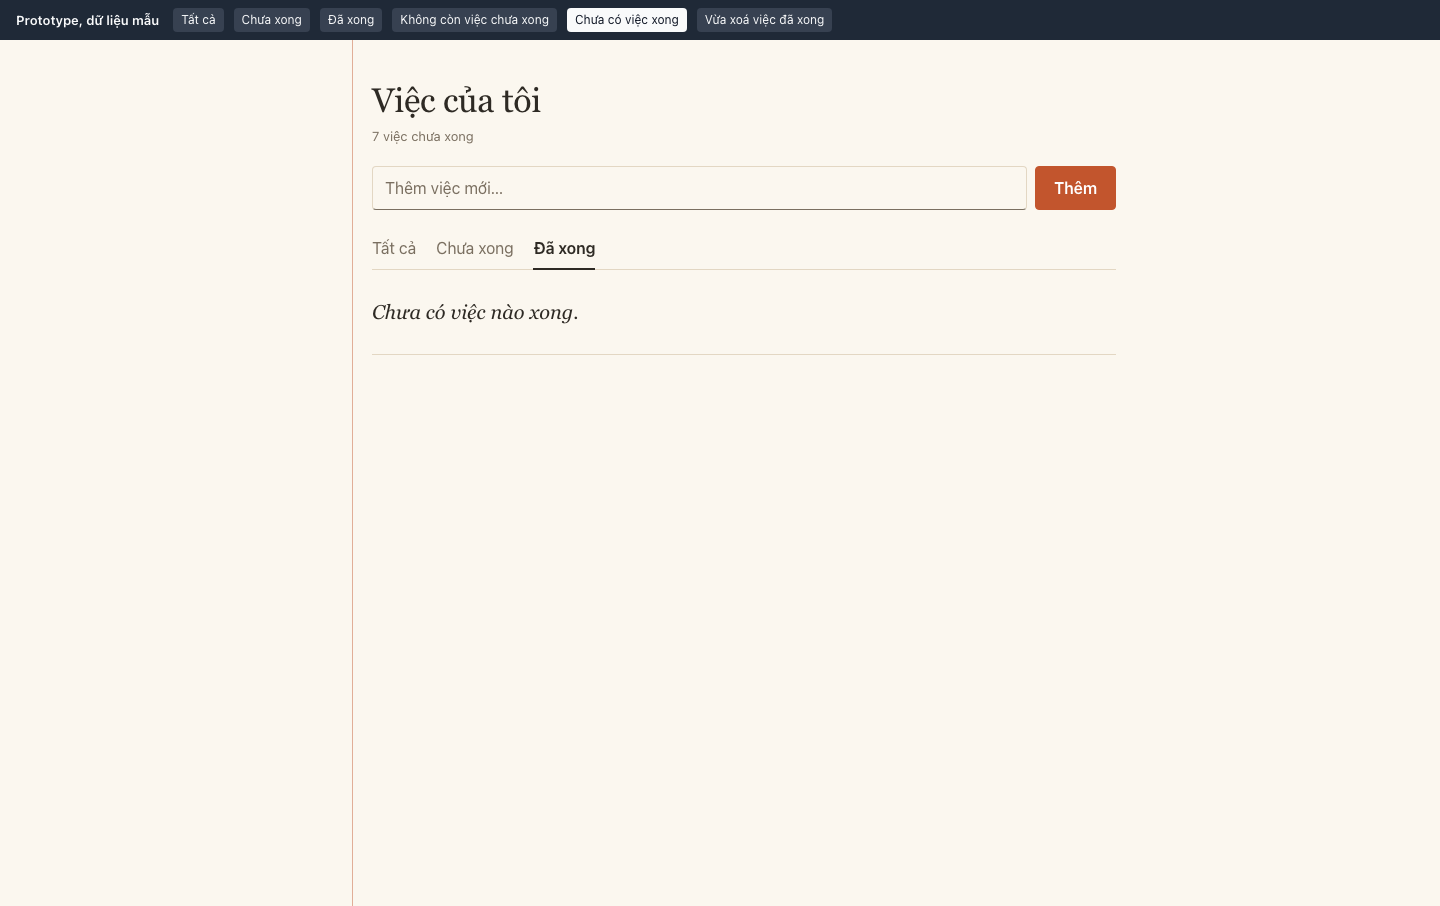 Prototype, dữ liệu mẫu Tất cả Chưa xong Đã xong Không còn việc chưa xong Chưa có việc xong Vừa xoá việc đã xong
Việc của tôi
7 việc chưa xong
Thêm việc mới... Thêm
Tất cả Chưa xong Đã xong
Chưa có việc nào xong.